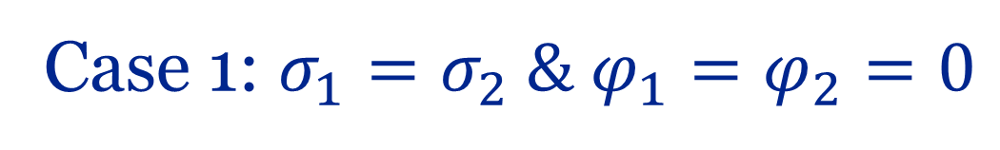 Case 1: σ₁ = σ₂ & φ₁ = φ₂ = 0